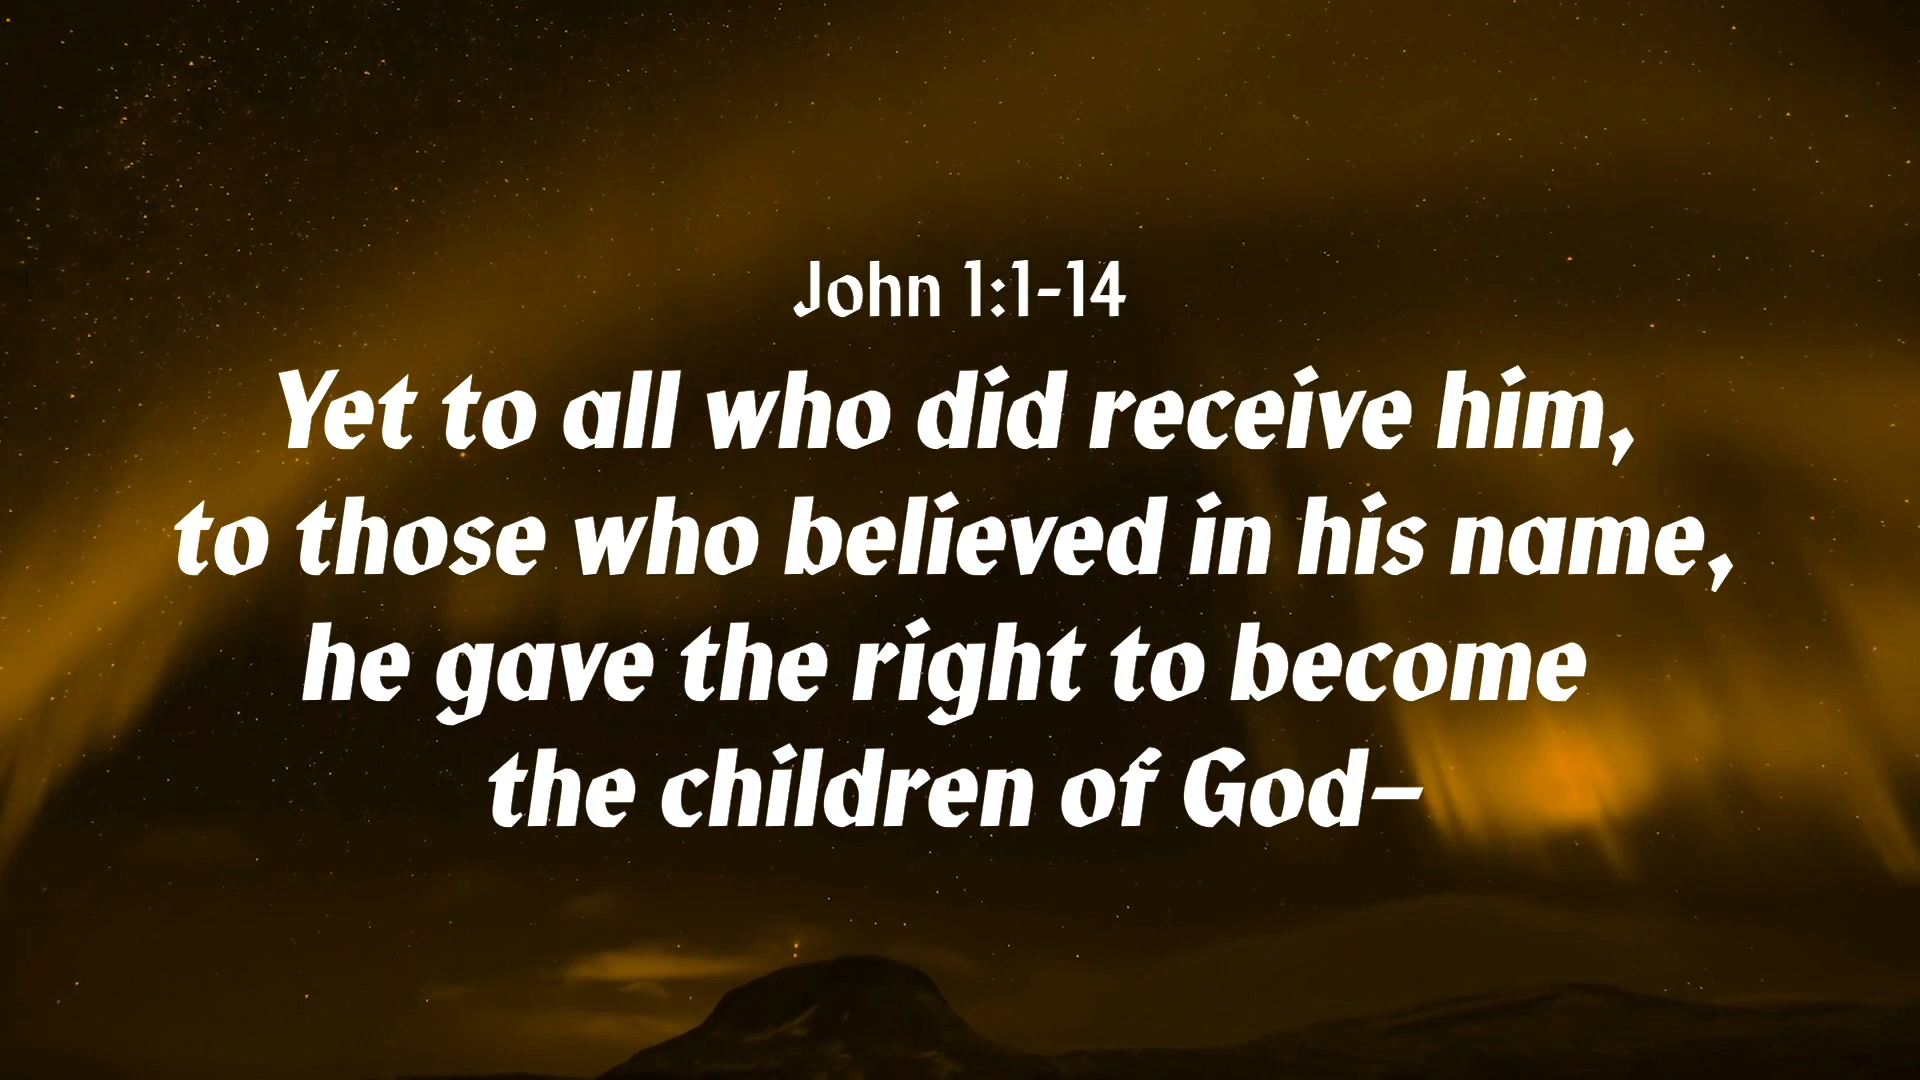 John 1:1-14
Yet to all who did receive him,
to those who believed in his name,
he gave the right to become
the children of God–